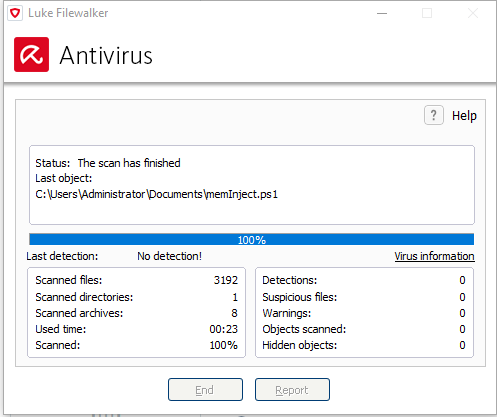 Luke Filewalker
Antivirus
? Help
Status: The scan has finished
Last object:
C:\Users\Administrator\Documents\memInject.ps1
100%
Last detection: No detection! Virus information
Scanned files: 3192
Scanned directories: 1
Scanned archives: 8
Used time: 00:23
Scanned: 100%
Detections: 0
Suspicious files: 0
Warnings: 0
Objects scanned: 0
Hidden objects: 0
End Report